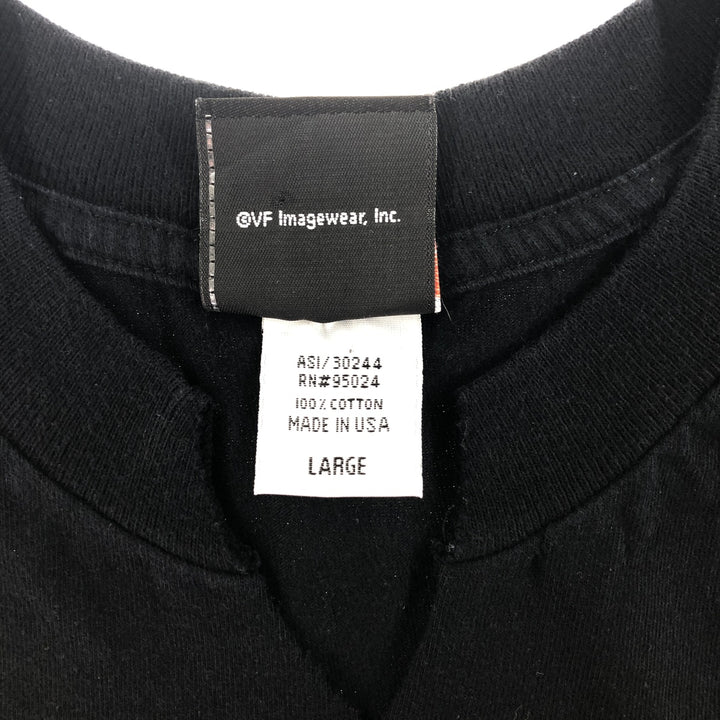 ©VF Imagewear, Inc.
ASI/30244
RN#95024
100% COTTON
MADE IN USA
LARGE